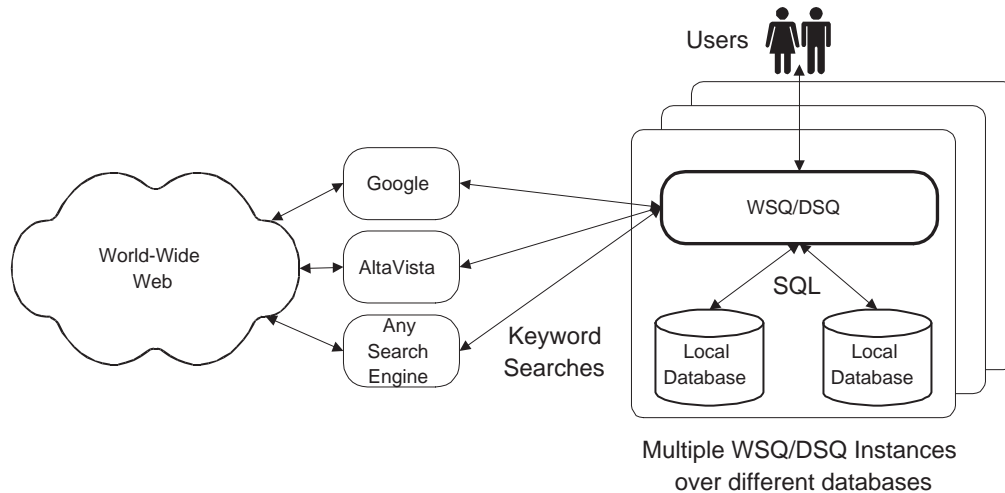 Users
Google
WSQ/DSQ
World-Wide
Web
AltaVista
SQL
Any
Search
Engine
Keyword
Searches
Local
Database
Local
Database
Multiple WSQ/DSQ Instances
over different databases